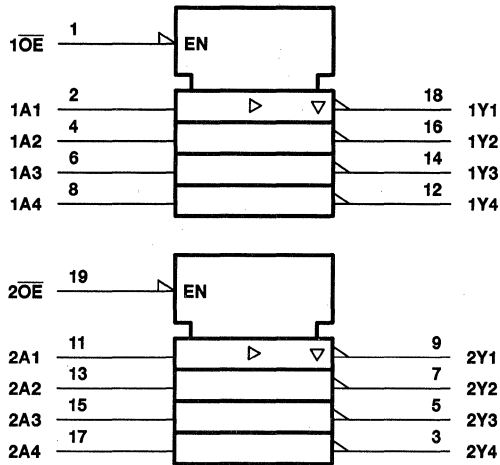 1OE 1 EN
1A1 2 18 1Y1
1A2 4 16 1Y2
1A3 6 14 1Y3
1A4 8 12 1Y4
2OE 19 EN
2A1 11 9 2Y1
2A2 13 7 2Y2
2A3 15 5 2Y3
2A4 17 3 2Y4